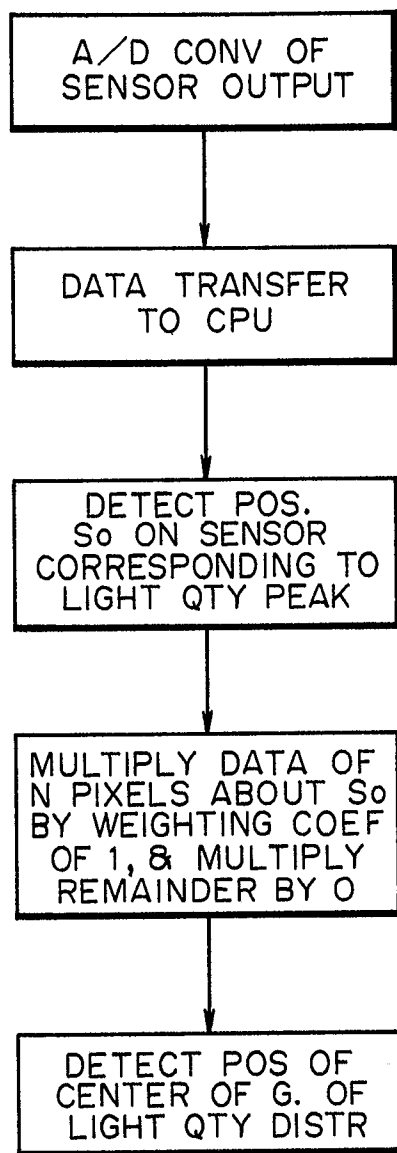 A/D CONV OF
SENSOR OUTPUT
DATA TRANSFER
TO CPU
DETECT POS.
So ON SENSOR
CORRESPONDING TO
LIGHT QTY PEAK
MULTIPLY DATA OF
N PIXELS ABOUT So
BY WEIGHTING COEF
OF 1, & MULTIPLY
REMAINDER BY 0
DETECT POS OF
CENTER OF G. OF
LIGHT QTY DISTR